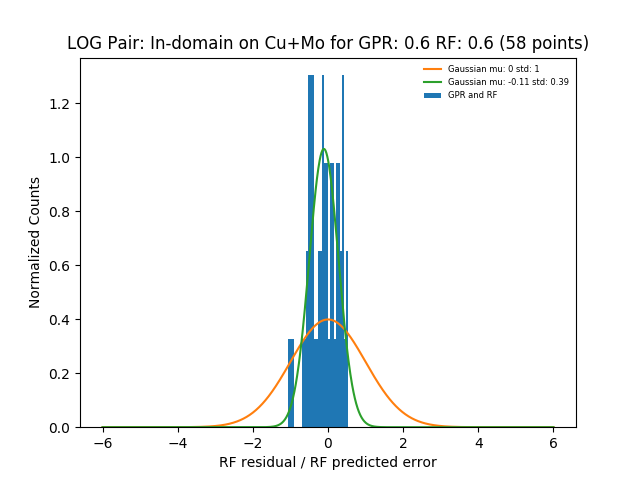 LOG Pair: In-domain on Cu+Mo for GPR: 0.6 RF: 0.6 (58 points)
Gaussian mu: 0 std: 1
Gaussian mu: -0.11 std: 0.39
GPR and RF
Normalized Counts
1.2
1.0
0.8
0.6
0.4
0.2
0.0
−6 −4 −2 0 2 4 6
RF residual / RF predicted error